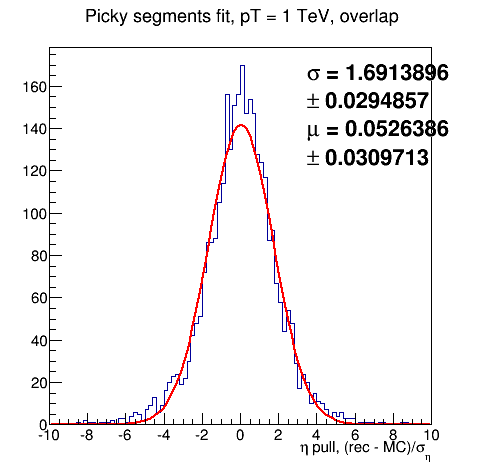 Picky segments fit, pT = 1 TeV, overlap
σ = 1.6913896
± 0.0294857
μ = 0.0526386
± 0.0309713
160
140
120
100
80
60
40
20
0
-10 -8 -6 -4 -2 0 2 4 6 8 10
η pull, (rec - MC)/ση